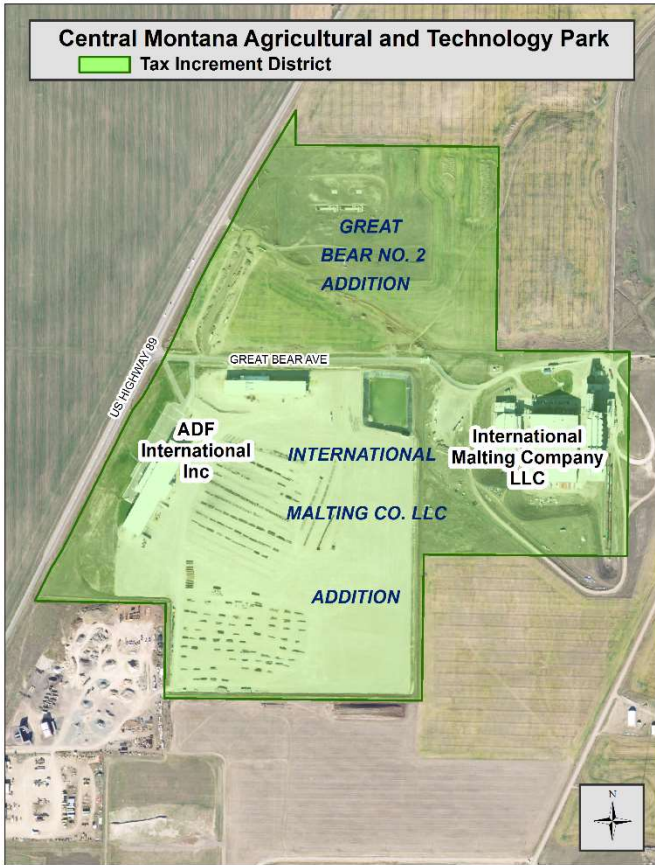 Central Montana Agricultural and Technology Park
Tax Increment District
GREAT
BEAR NO. 2
ADDITION
US HIGHWAY 89
GREAT BEAR AVE
ADF
International
Inc
INTERNATIONAL
International
Malting Company
LLC
MALTING CO. LLC
ADDITION
N